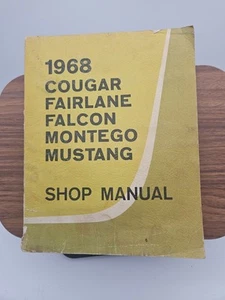 1968
COUGAR
FAIRLANE
FALCON
MONTEGO
MUSTANG
SHOP MANUAL